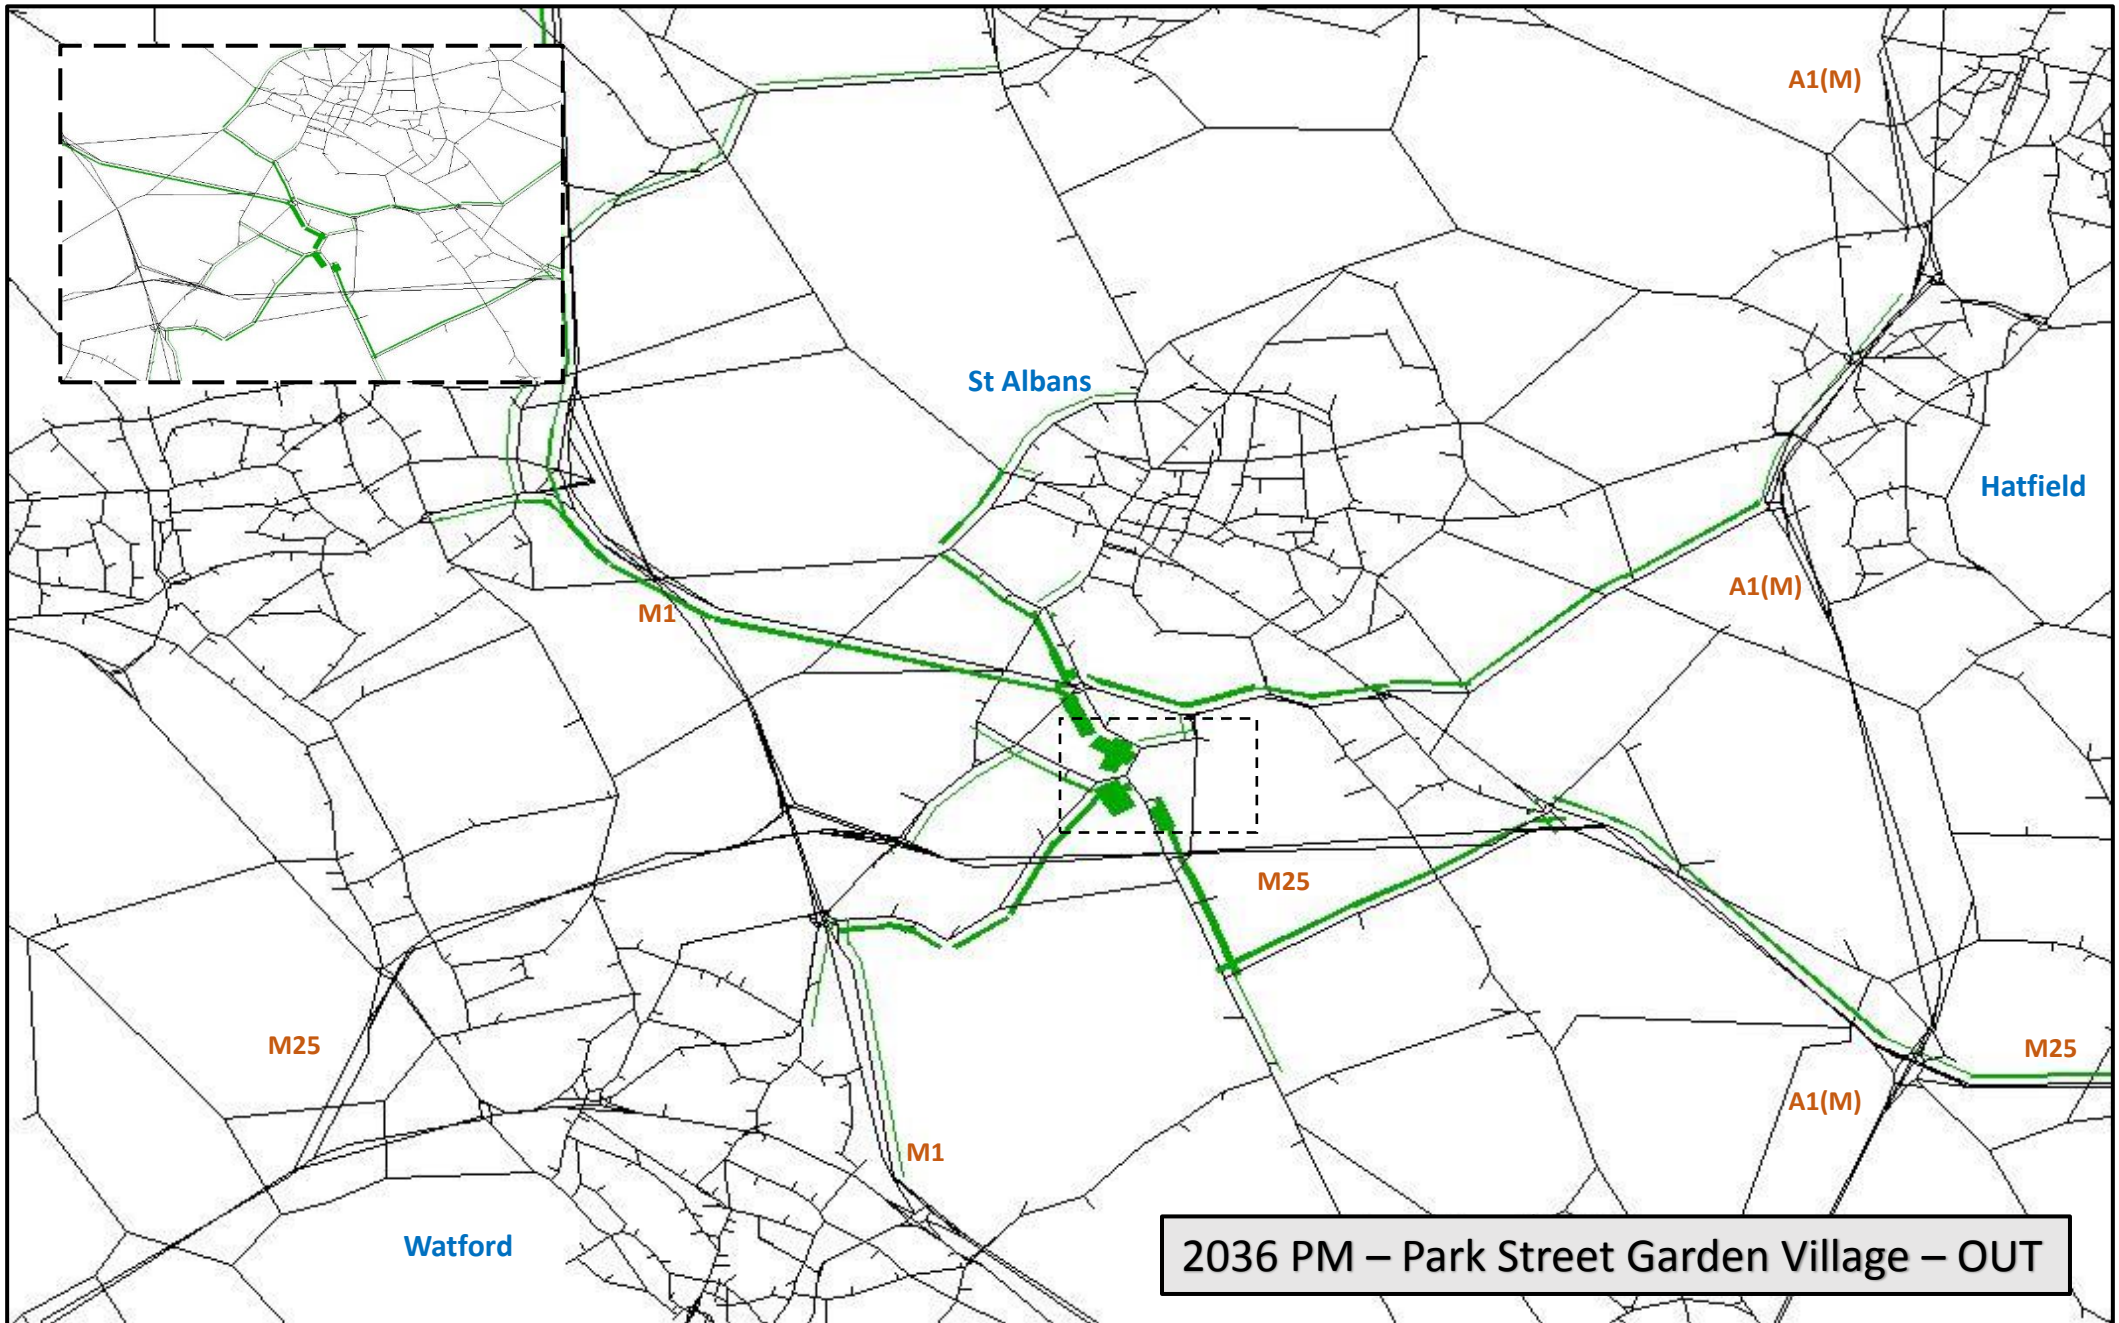 A1(M)
St Albans
Hatfield
A1(M)
M1
M25
M25
M25
A1(M)
M1
Watford
2036 PM – Park Street Garden Village – OUT